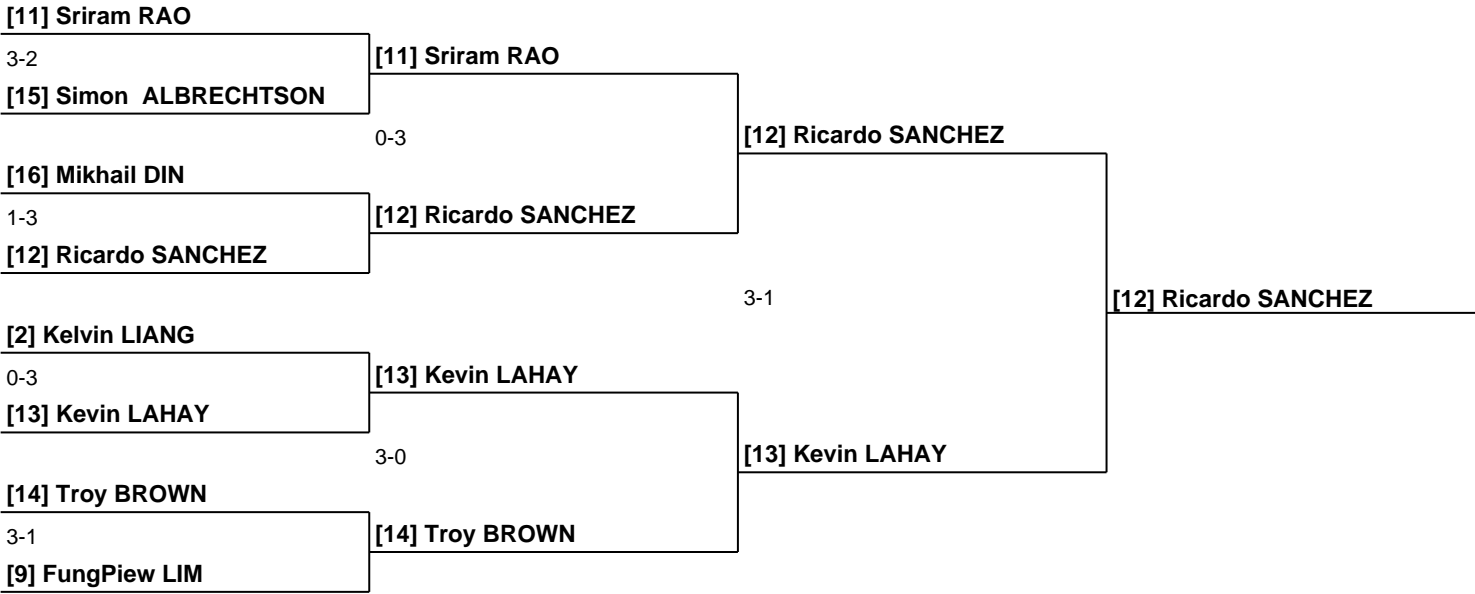 [11] Sriram RAO
3-2
[11] Sriram RAO
[15] Simon  ALBRECHTSON
0-3
[12] Ricardo SANCHEZ
[16] Mikhail DIN
1-3
[12] Ricardo SANCHEZ
[12] Ricardo SANCHEZ
3-1
[12] Ricardo SANCHEZ
[2] Kelvin LIANG
0-3
[13] Kevin LAHAY
[13] Kevin LAHAY
3-0
[13] Kevin LAHAY
[14] Troy BROWN
3-1
[14] Troy BROWN
[9] FungPiew LIM